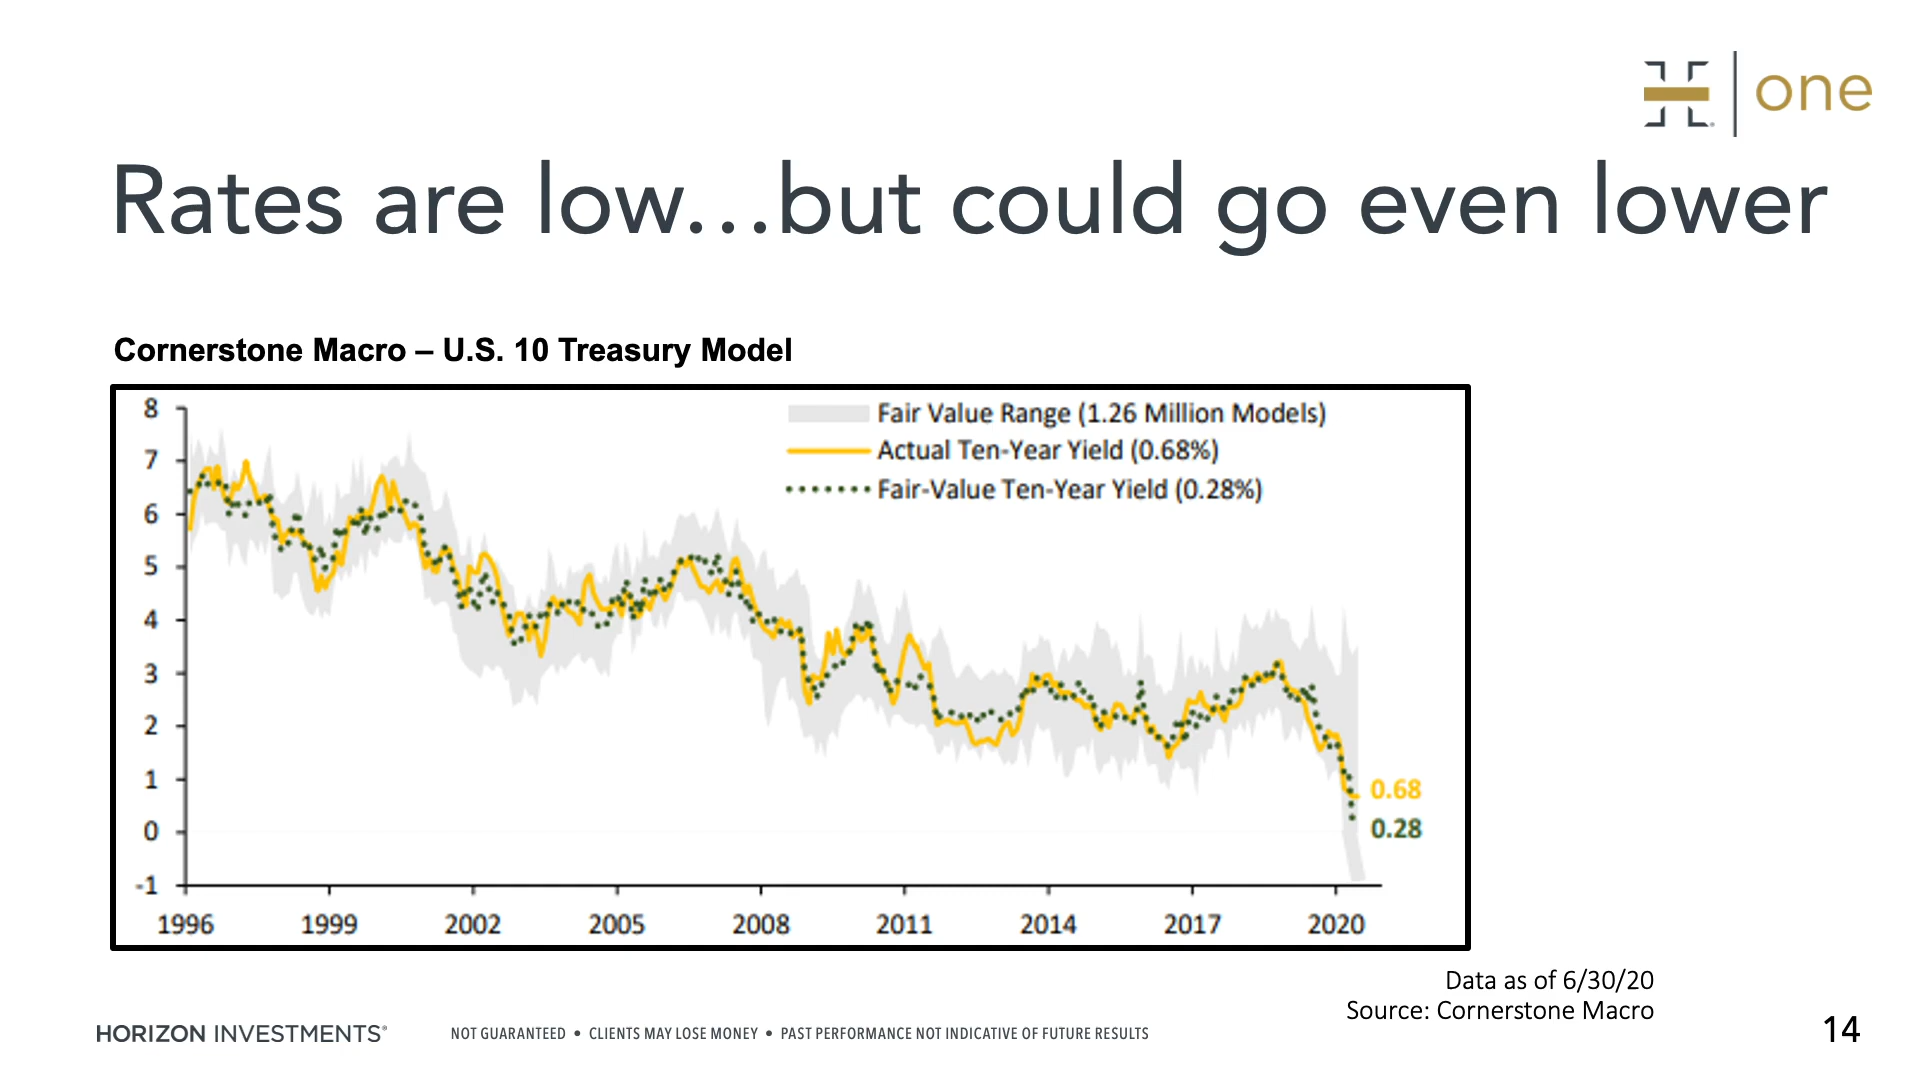 one
Rates are low...but could go even lower
Cornerstone Macro – U.S. 10 Treasury Model
Fair Value Range (1.26 Million Models)
Actual Ten-Year Yield (0.68%)
Fair-Value Ten-Year Yield (0.28%)
8
7
6
5
4
3
2
1
0
-1
0.68
0.28
1996 1999 2002 2005 2008 2011 2014 2017 2020
Data as of 6/30/20
Source: Cornerstone Macro
HORIZON INVESTMENTS® NOT GUARANTEED • CLIENTS MAY LOSE MONEY • PAST PERFORMANCE NOT INDICATIVE OF FUTURE RESULTS 14